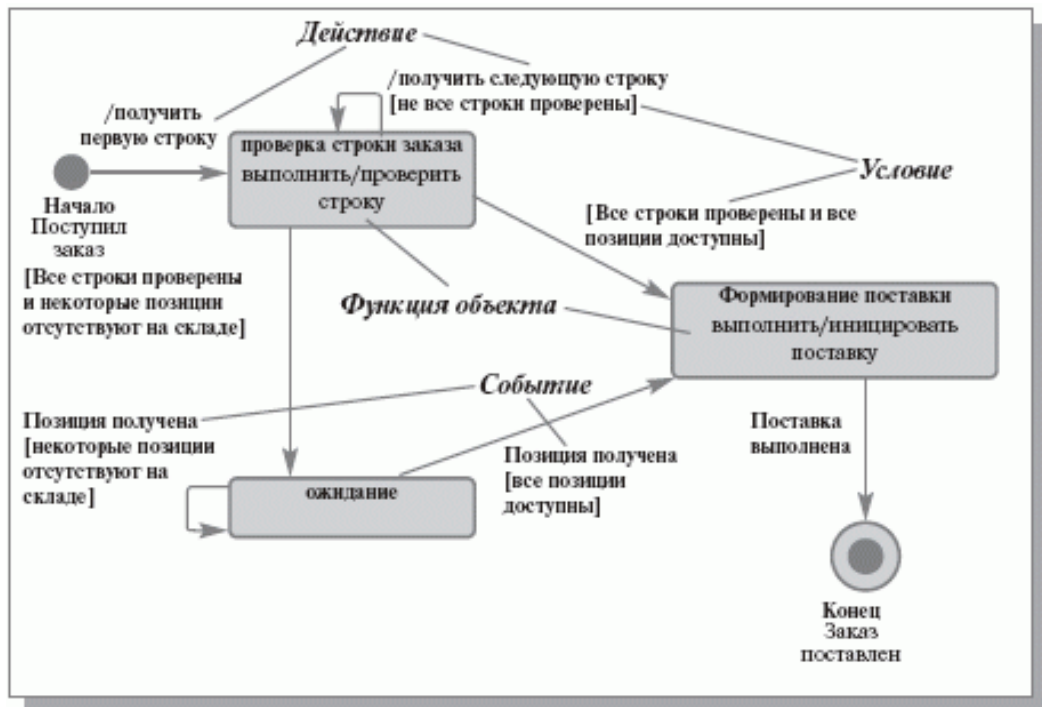 Действие
/получить следующую строку
[не все строки проверены]
/получить
первую строку
проверка строки заказа
выполнить/проверить
строку
Условие
Начало
Поступил
заказ
[Все строки проверены и все
позиции доступны]
[Все строки проверены
и некоторые позиции
отсутствуют на складе]
Функция объекта
Формирование поставки
выполнить/иницировать
поставку
Событие
Позиция получена
[некоторые позиции
отсутствуют на
складе]
Поставка
выполнена
Позиция получена
[все позиции
доступны]
ожидание
Конец
Заказ
поставлен